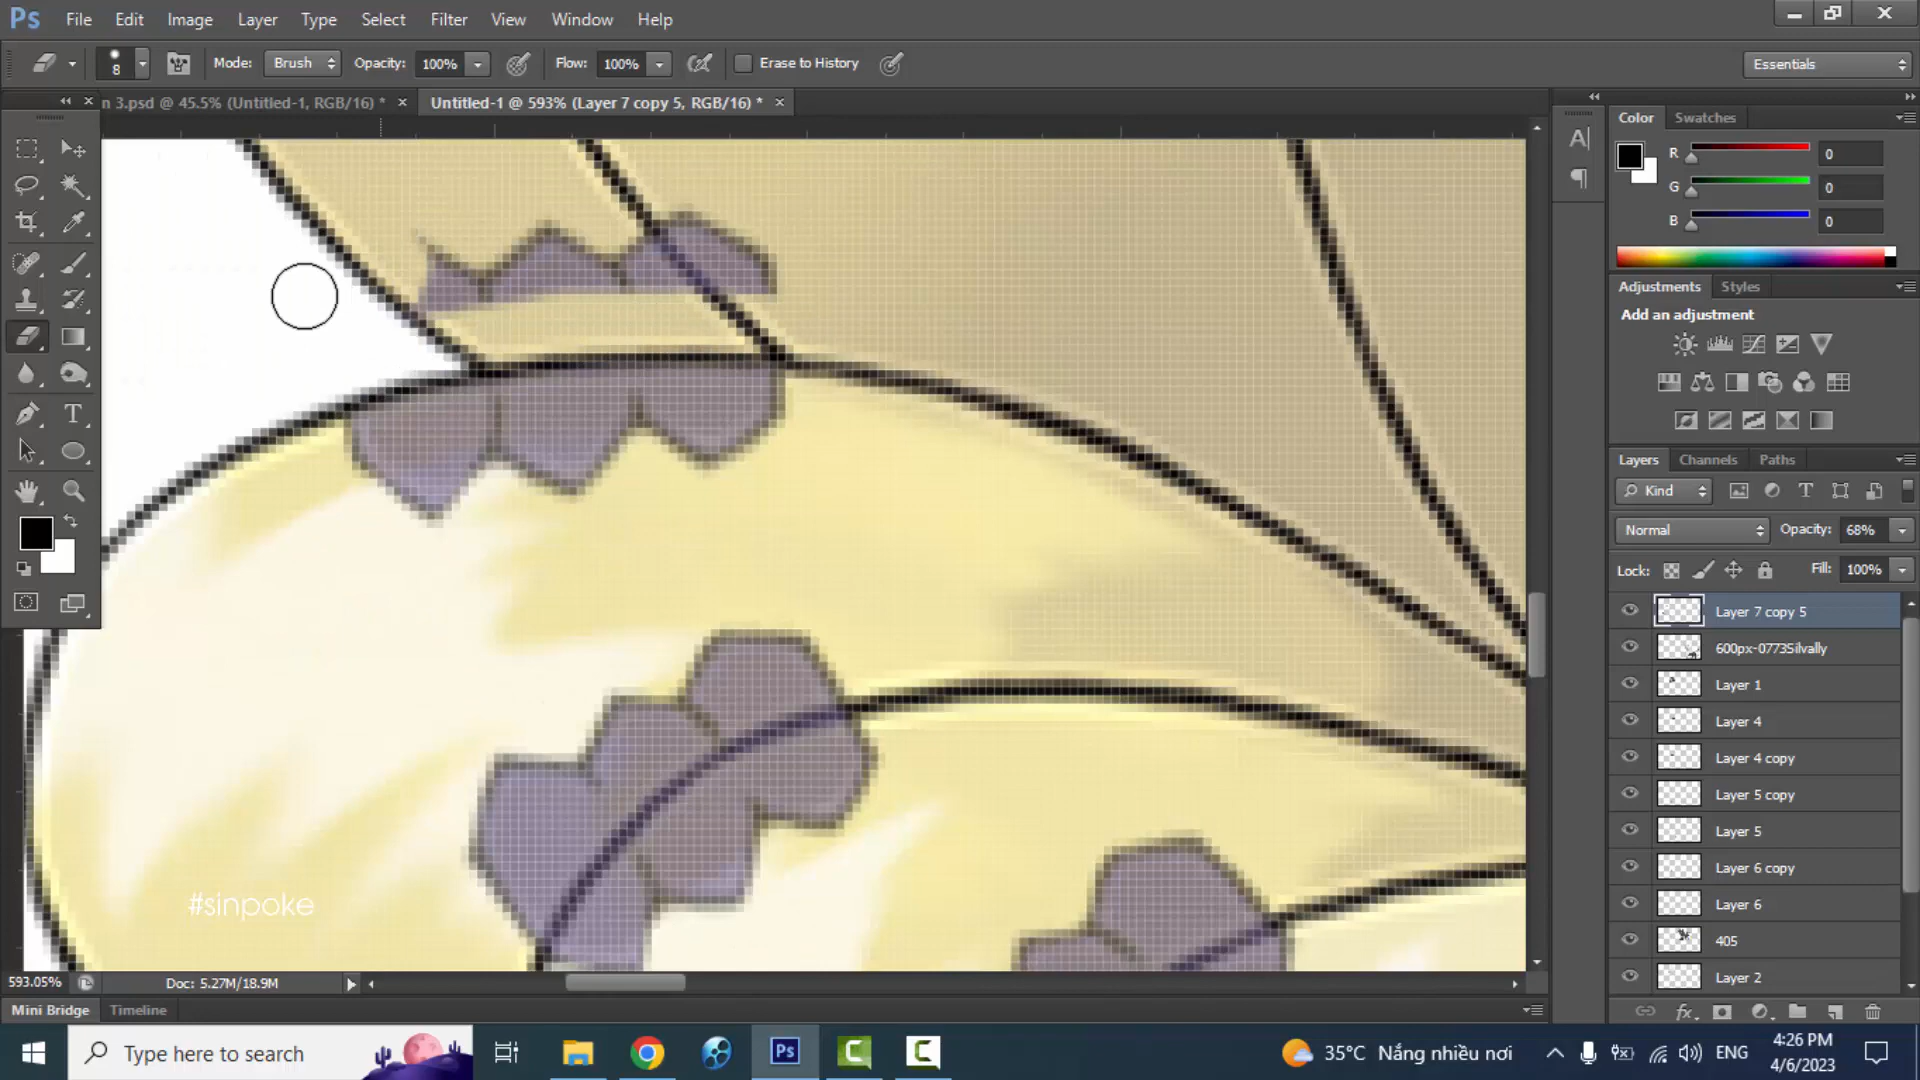 Ps File Edit Image Layer Type Select Filter View Window Help
8 Mode: Brush Opacity: 100% Flow: 100% Erase to History Essentials
n 3.psd @ 45.5% (Untitled-1, RGB/16) * Untitled-1 @ 593% (Layer 7 copy 5, RGB/16) *
Color Swatches
R 0
G 0
B 0
Adjustments Styles
Add an adjustment
Layers Channels Paths
Kind
Normal Opacity: 68%
Lock: Fill: 100%
Layer 7 copy 5
600px-0773Silvally
Layer 1
Layer 4
Layer 4 copy
Layer 5 copy
Layer 5
Layer 6 copy
Layer 6
405
Layer 2
#sinpoke
593.05% Doc: 5.27M/18.9M
Mini Bridge Timeline
Type here to search
35°C Nắng nhiều nơi ENG
4:26 PM
4/6/2023